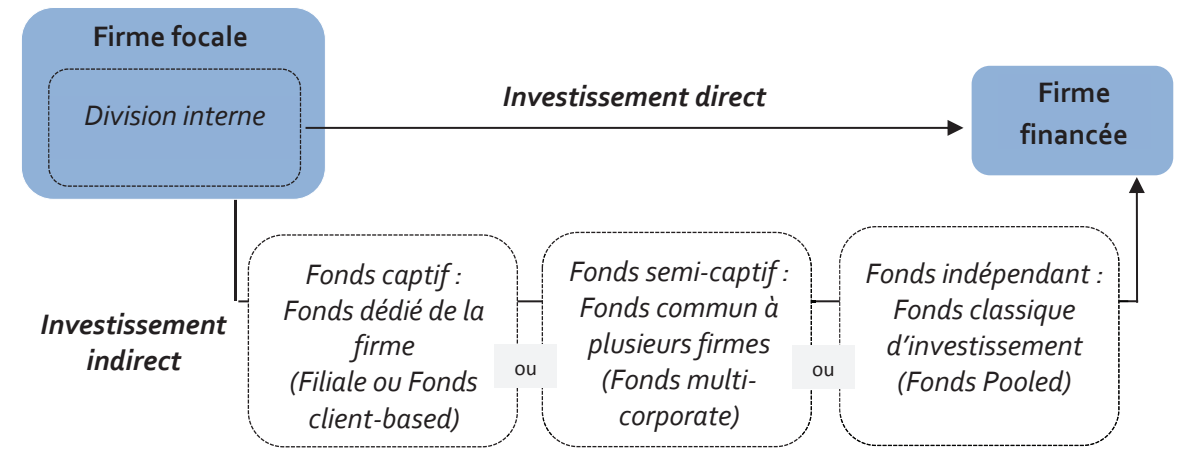 Firme focale
Division interne
Investissement direct
Firme
financée
Investissement
indirect
Fonds captif :
Fonds dédié de la
firme
(Filiale ou Fonds
client-based)
ou
Fonds semi-captif :
Fonds commun à
plusieurs firmes
(Fonds multi-
corporate)
ou
Fonds indépendant :
Fonds classique
d’investissement
(Fonds Pooled)